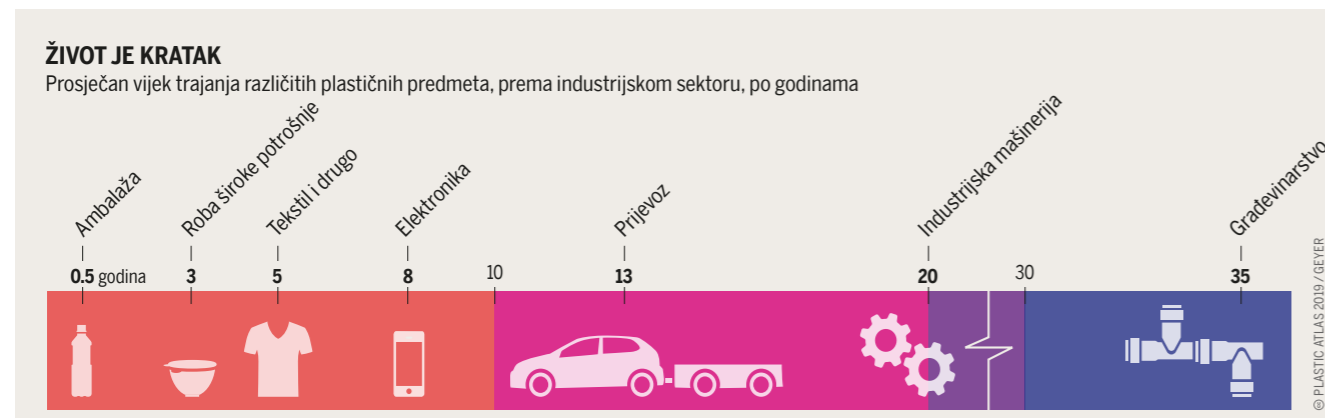 ŽIVOT JE KRATAK
Prosječan vijek trajanja različitih plastičnih predmeta, prema industrijskom sektoru, po godinama
Ambalaža
Roba široke potrošnje
Tekstil i drugo
Elektronika
Prijevoz
Industrijska mašinerija
Građevinarstvo
0.5 godina 3 5 8 10 13 20 30 35
© PLASTIC ATLAS 2019 / GEYER